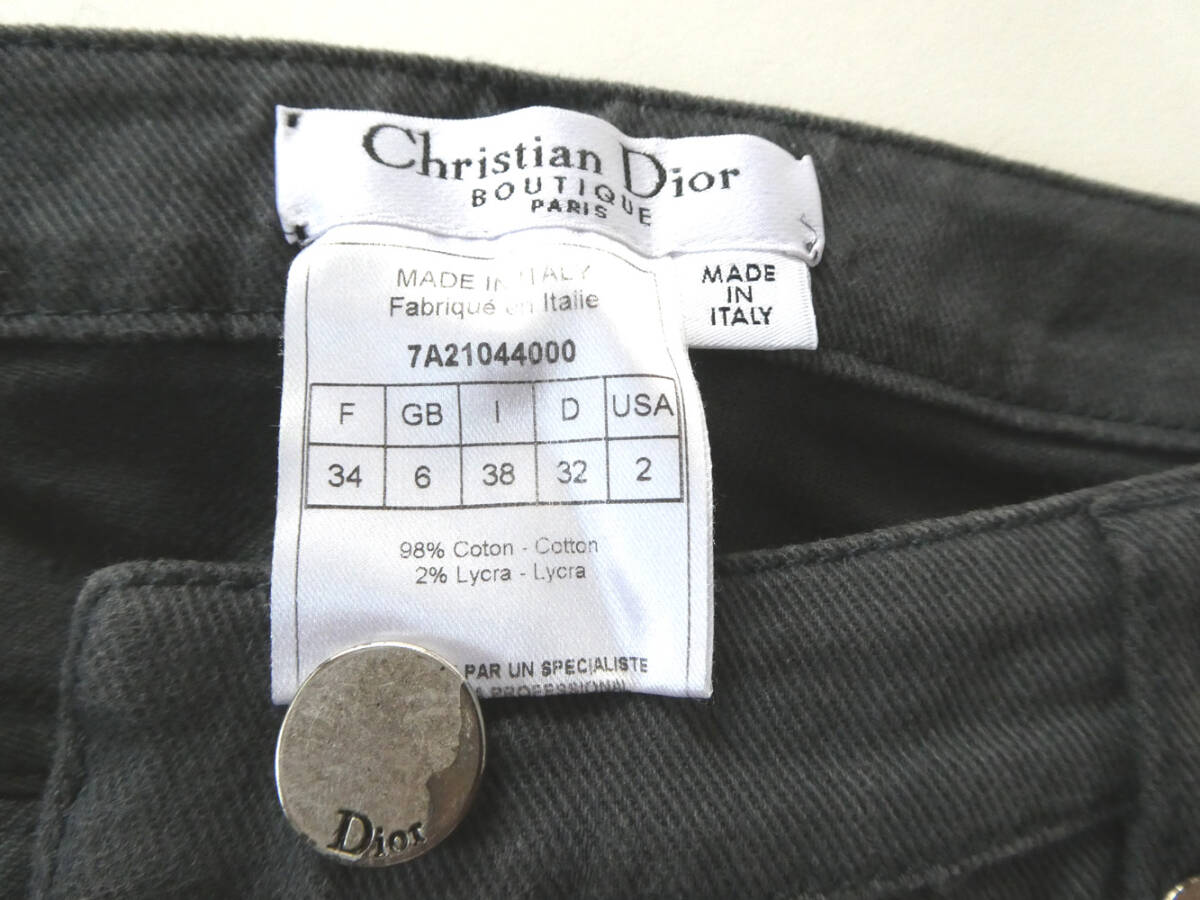 Christian Dior
BOUTIQUE
PARIS
MADE
IN
ITALY
MADE IN ITALY
Fabriqué en Italie
7A21044000
F GB I D USA
34 6 38 32 2
98% Coton - Cotton
2% Lycra - Lycra
PAR UN SPECIALISTE
PROFESSIONAL
Dior